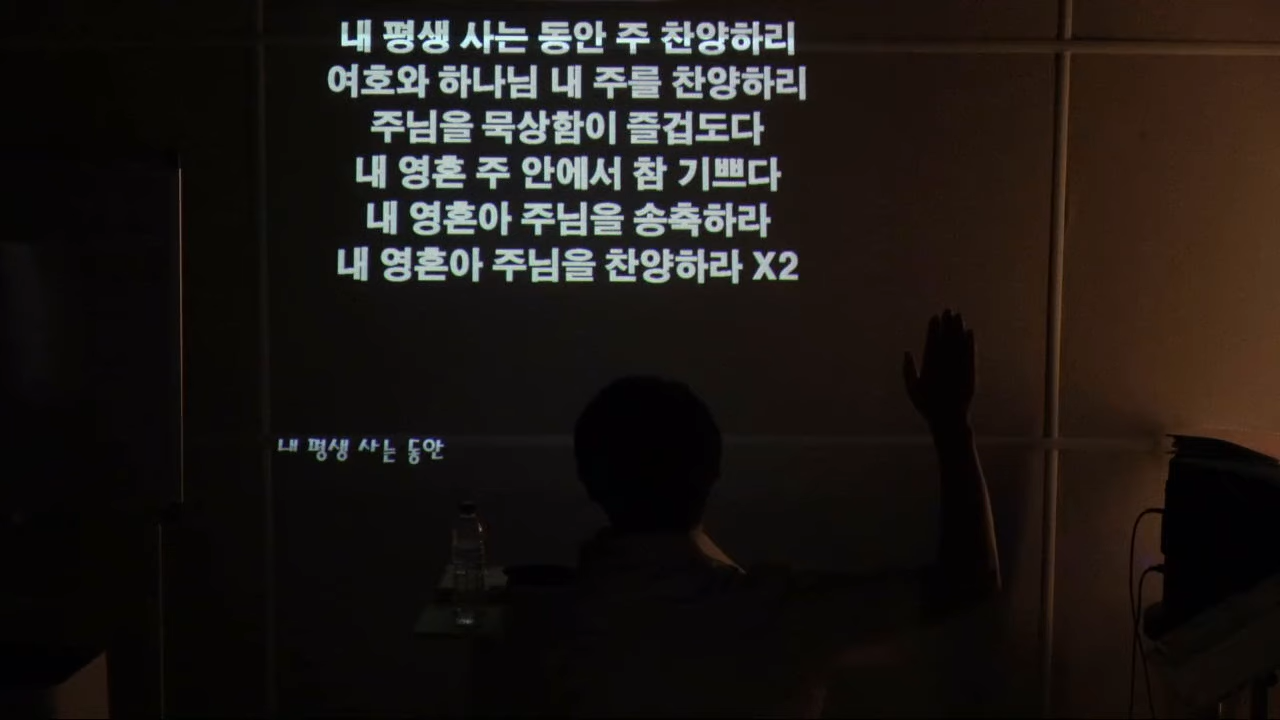 내 평생 사는 동안 주 찬양하리
여호와 하나님 내 주를 찬양하리
주님을 묵상함이 즐겁도다
내 영혼 주 안에서 참 기쁘다
내 영혼아 주님을 송축하라
내 영혼아 주님을 찬양하라 X2
내 평생 사는 동안